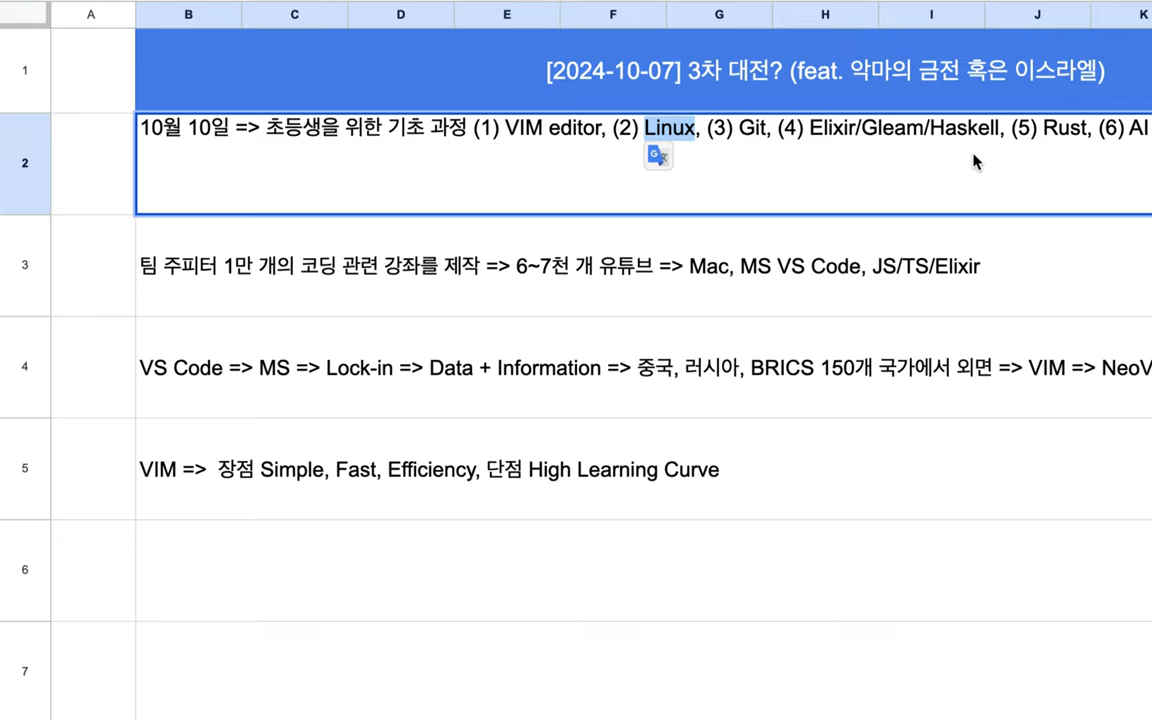 B C D E F G H I J K
A
1 [2024-10-07] 3차 대전? (feat. 악마의 금전 혹은 이스라엘)
2 10월 10일 => 초등생을 위한 기초 과정 (1) VIM editor, (2) Linux, (3) Git, (4) Elixir/Gleam/Haskell, (5) Rust, (6) AI
3 팀 주피터 1만 개의 코딩 관련 강좌를 제작 => 6~7천 개 유튜브 => Mac, MS VS Code, JS/TS/Elixir
4 VS Code => MS => Lock-in => Data + Information => 중국, 러시아, BRICS 150개 국가에서 외면 => VIM => NeoV
5 VIM => 장점 Simple, Fast, Efficiency, 단점 High Learning Curve
6
7